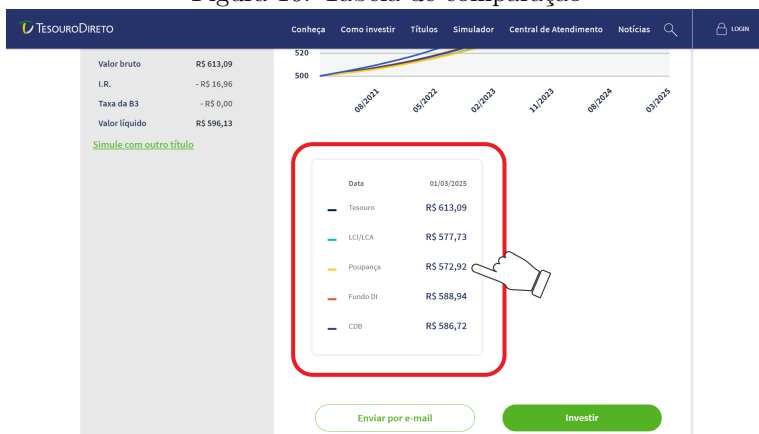 Figura 10: Tabela de comparação
TESOURODIRETO
Conheça Como investir Títulos Simulador Central de Atendimento Notícias LOGIN
Valor bruto R$ 613,09
I.R. - R$ 16,96
Taxa da B3 - R$ 0,00
Valor líquido R$ 596,13
Simule com outro título
520
500
08/2021 05/2022 02/2023 11/2023 08/2024 03/2025
Data 01/03/2025
Tesouro R$ 613,09
LCI/LCA R$ 577,73
Poupança R$ 572,92
Fundo DI R$ 588,94
CDB R$ 586,72
Enviar por e-mail
Investir